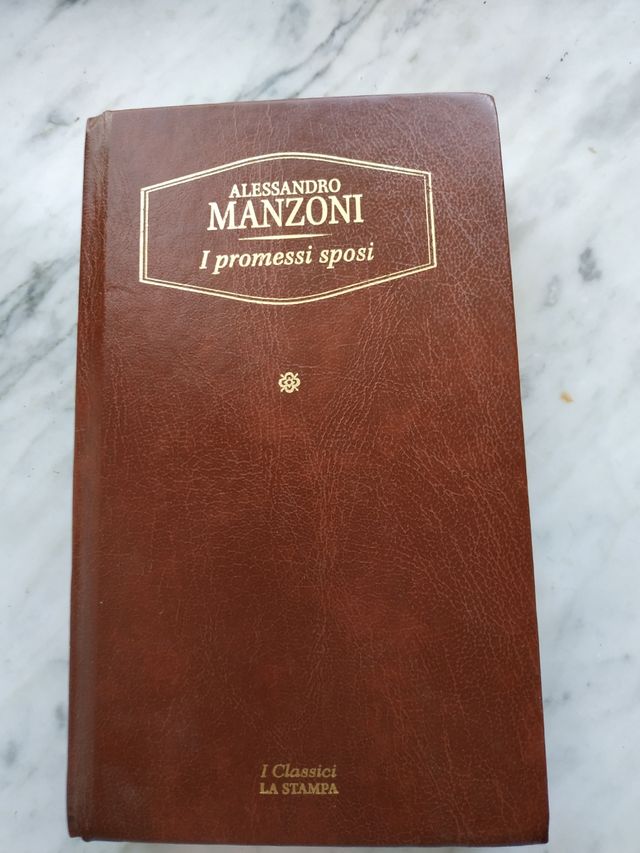 ALESSANDRO
MANZONI
I promessi sposi
I Classici
LA STAMPA